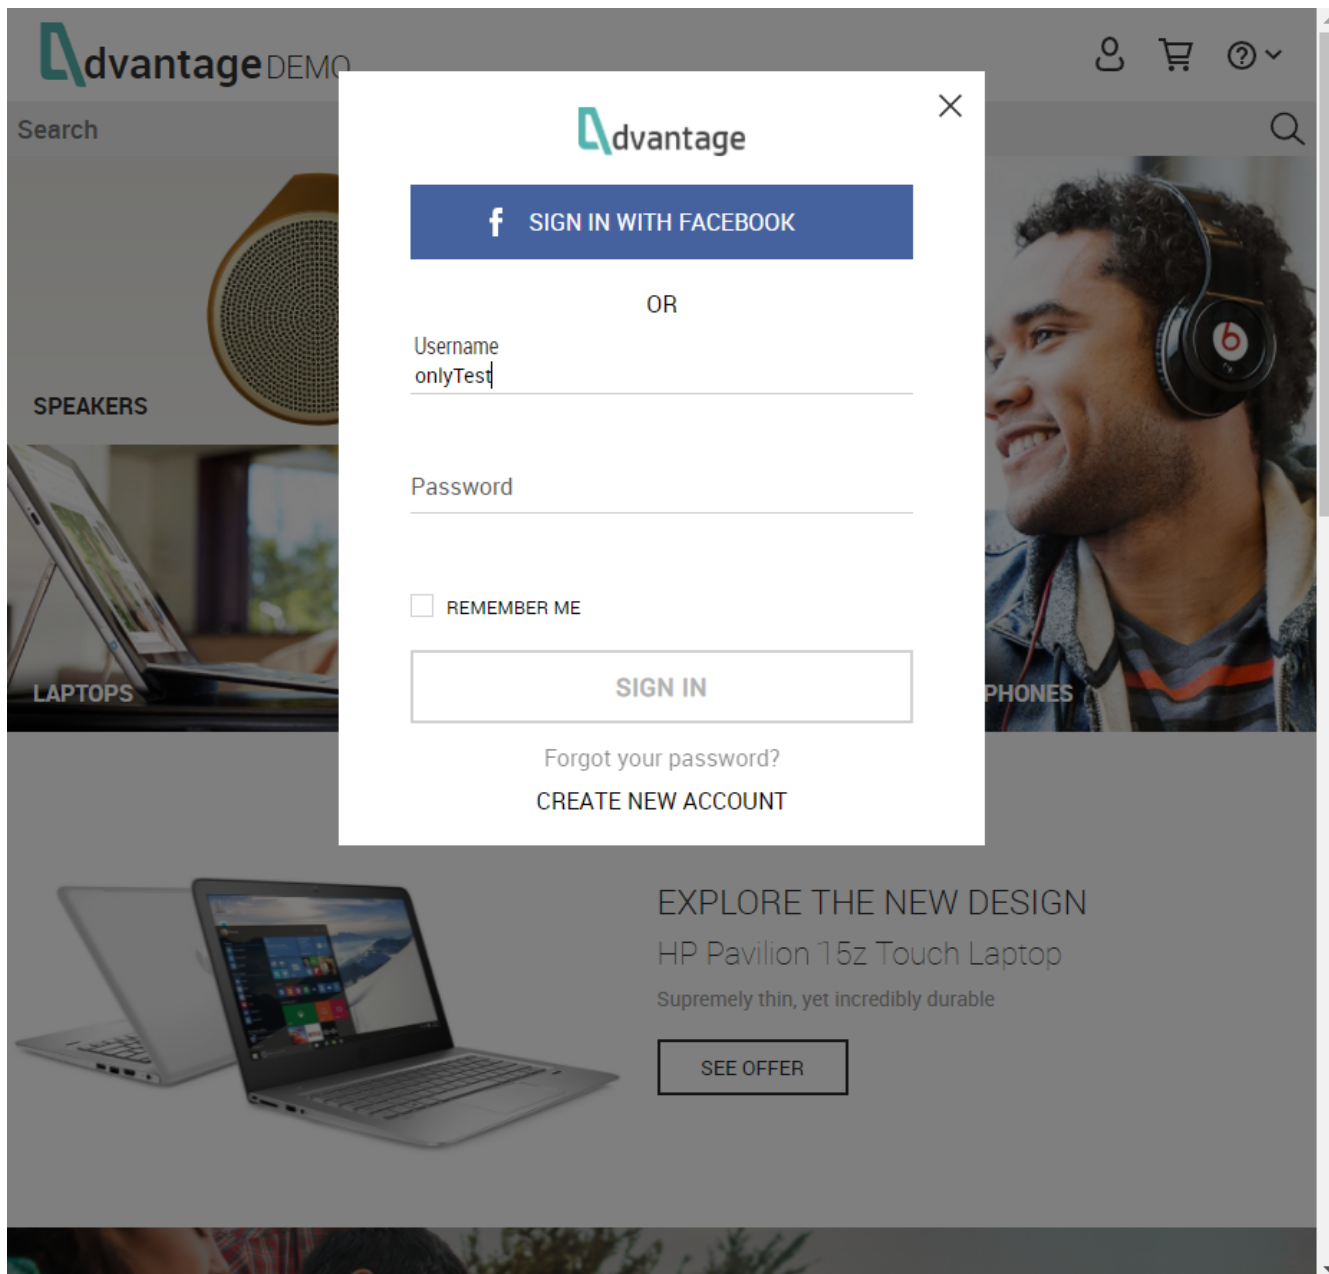 dvantage DEMO
Search
dvantage
SIGN IN WITH FACEBOOK
OR
Username
onlyTest
SPEAKERS
Password
REMEMBER ME
SIGN IN
LAPTOPS
PHONES
Forgot your password?
CREATE NEW ACCOUNT
EXPLORE THE NEW DESIGN
HP Pavilion 15z Touch Laptop
Supremely thin, yet incredibly durable
SEE OFFER